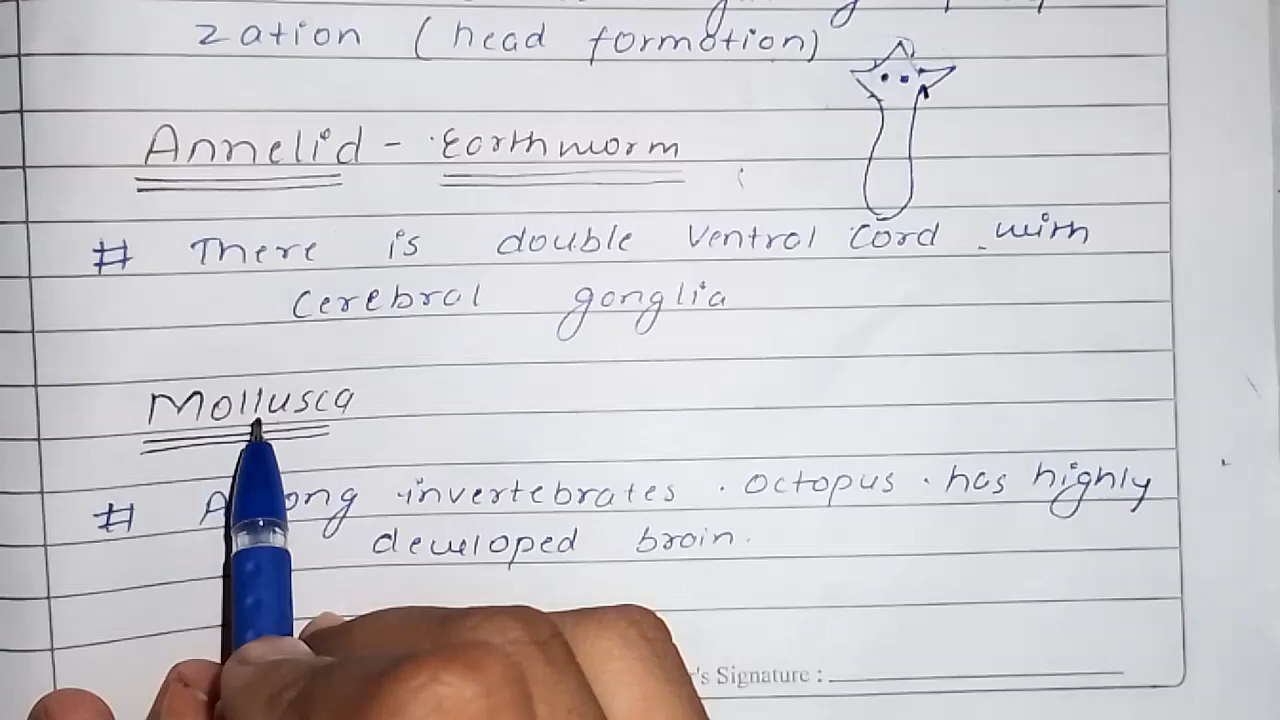 zation (head formation)
Annelid - Earthworm
# There is double ventral cord with
cerebral ganglia
Mollusca
# Among invertebrates . octopus . has highly
developed brain.
's Signature :